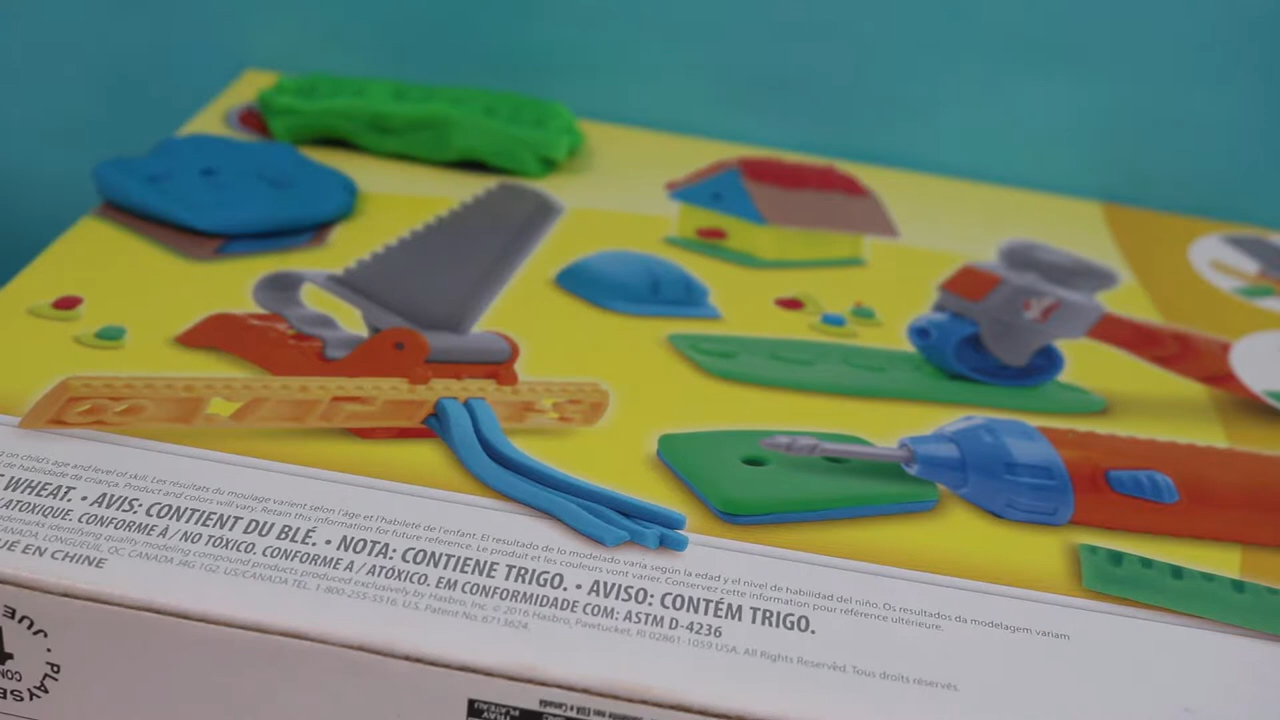 on child's age and level of skill. Les résultats du moulage varient selon l'âge et l'habileté de l'enfant. El resultado de lo modelado varía según la edad y el nivel de habilidad del niño. Os resultados da modelagem variam
de habilidade da criança. Product and colors will vary. Retain this information for future reference. Le produit et les couleurs vont varier. Conservez cette information pour référence ultérieure.
WHEAT. • AVIS: CONTIENT DU BLÉ. • NOTA: CONTIENE TRIGO. • AVISO: CONTÉM TRIGO.
/ATOXIQUE. CONFORME À / NO TÓXICO. CONFORME A / ATÓXICO. EM CONFORMIDADE COM: ASTM D-4236
identifying quality modeling compound products produced exclusively by Hasbro, Inc. © 2016 Hasbro, Pawtucket, RI 02861-1059 USA. All Rights Reserved. Tous droits réservés.
CANADA, LONGUEUIL, QC, CANADA J4G 1G2. US/CANADA TEL. 1-800-255-5516. U.S. Patent No. 6713624.
EN CHINE